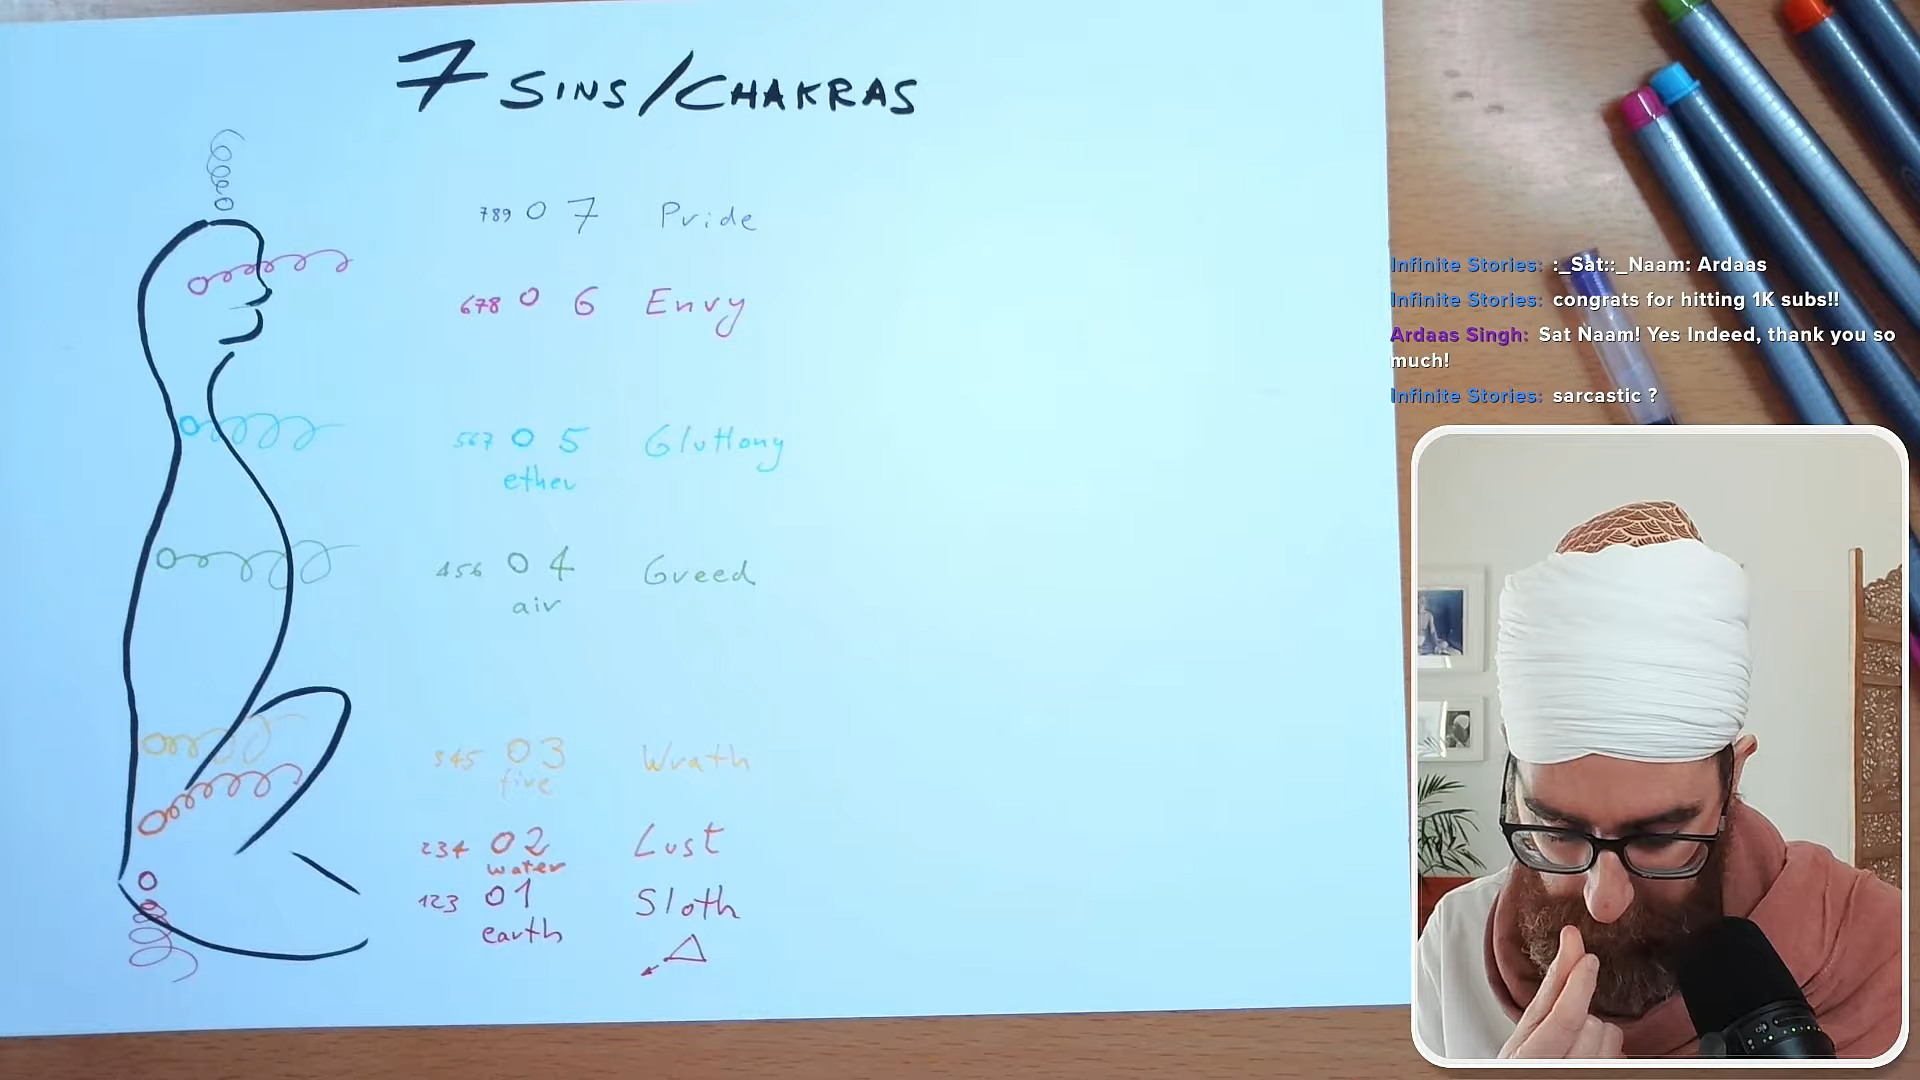 7 SINS/CHAKRAS
789 0 7 Pride
678 0 6 Envy
567 0 5 Gluttony
ether
456 0 4 Greed
air
345 0 3 Wrath
fire
234 0 2 Lust
water
123 0 1 Sloth
earth
Infinite Stories: :_Sat::_Naam: Ardaas
Infinite Stories: congrats for hitting 1K subs!!
Ardaas Singh: Sat Naam! Yes Indeed, thank you so
much!
Infinite Stories: sarcastic ?